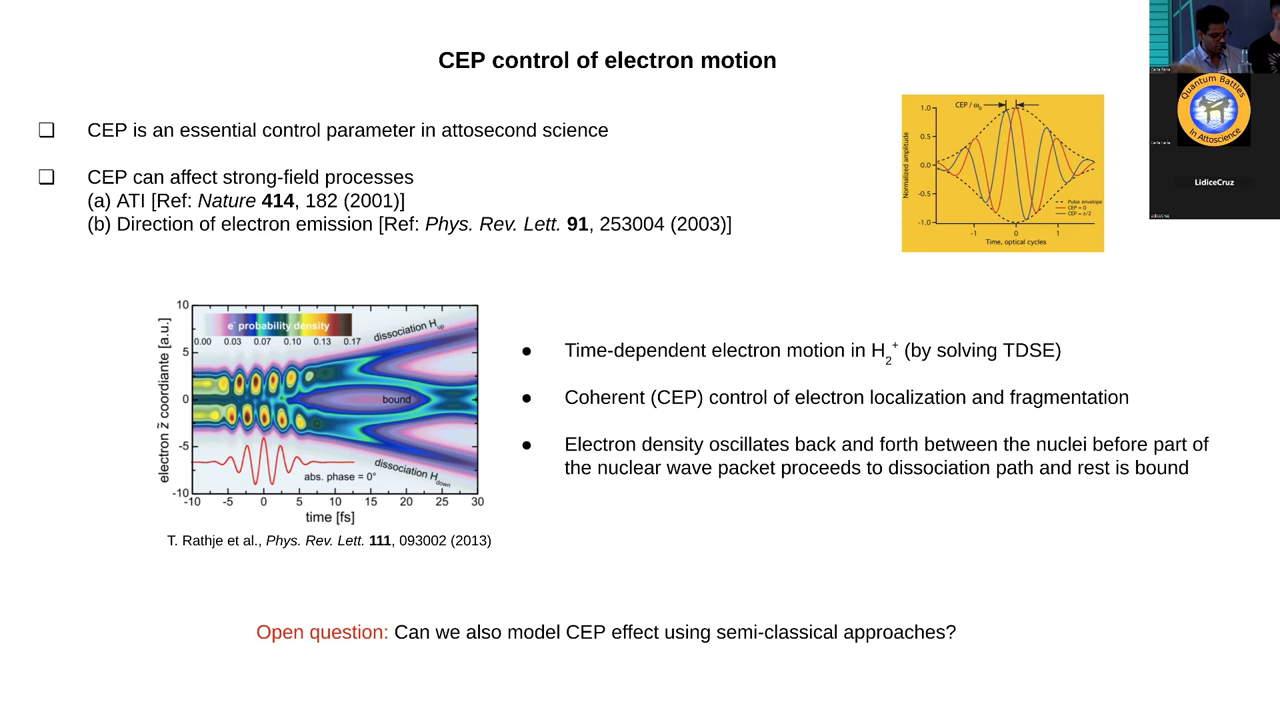 CEP control of electron motion
❏ CEP is an essential control parameter in attosecond science
❏ CEP can affect strong-field processes
(a) ATI [Ref: Nature 414, 182 (2001)]
(b) Direction of electron emission [Ref: Phys. Rev. Lett. 91, 253004 (2003)]
CEP / ω₀
1.0
0.5
0.0
-0.5
-1.0
Normalized amplitude
Pulse envelope
CEP = 0
CEP = π/2
-1 0 1
Time, optical cycles
Quantum Battles
in Attoscience
LidiceCruz
10
5
0
-5
-10
electron z̄ coordiante [a.u.]
e⁻ probability density
0.00 0.03 0.07 0.10 0.13 0.17
dissociation H_up
bound
dissociation H_down
abs. phase = 0°
-10 -5 0 5 10 15 20 25 30
time [fs]
T. Rathje et al., Phys. Rev. Lett. 111, 093002 (2013)
● Time-dependent electron motion in H₂⁺ (by solving TDSE)
● Coherent (CEP) control of electron localization and fragmentation
● Electron density oscillates back and forth between the nuclei before part of
the nuclear wave packet proceeds to dissociation path and rest is bound
Open question: Can we also model CEP effect using semi-classical approaches?